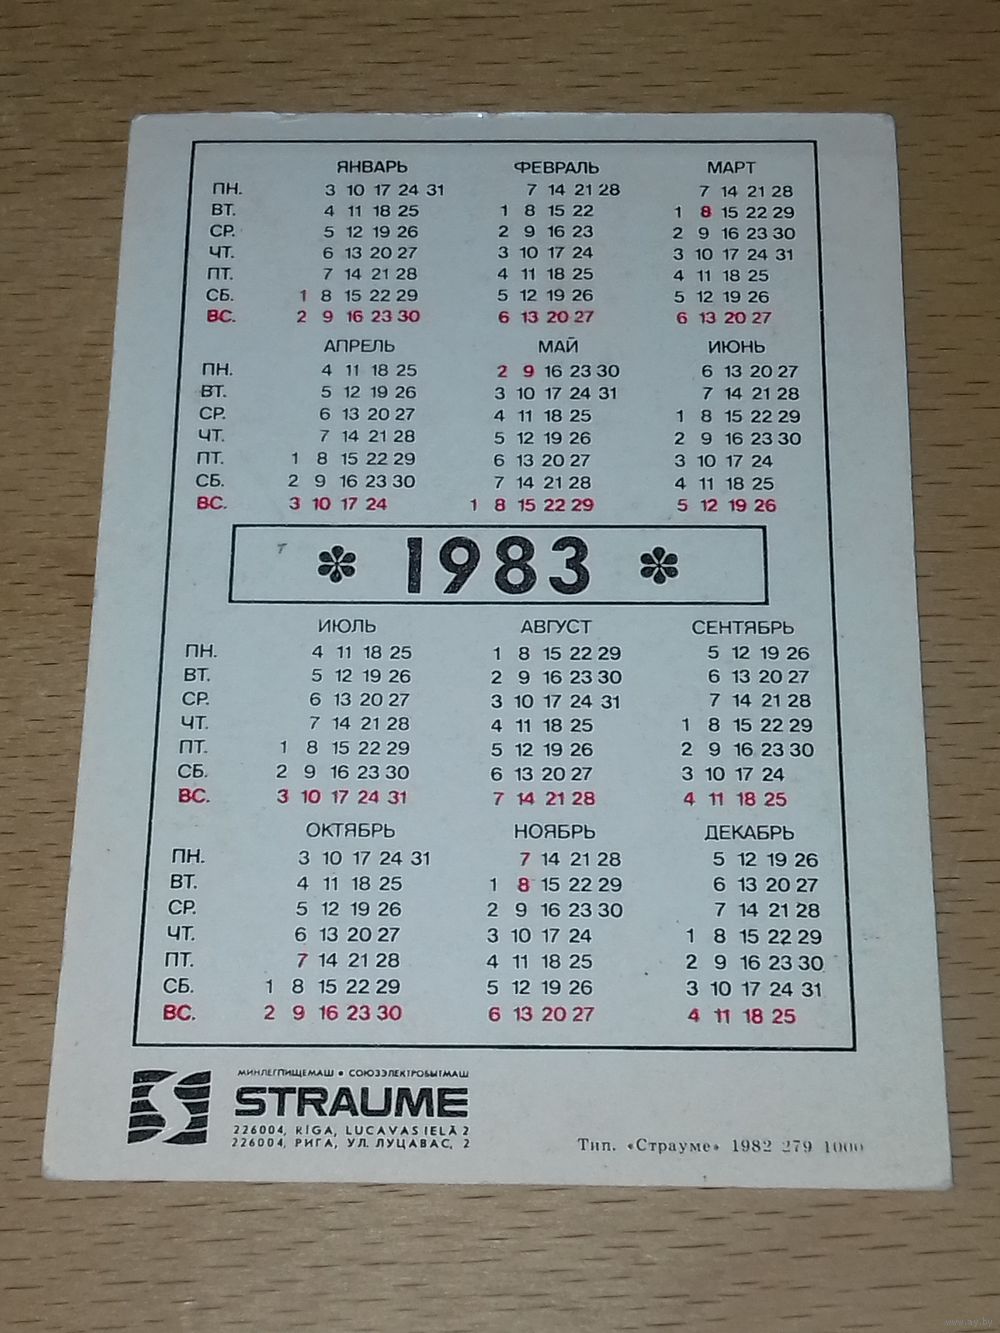 ЯНВАРЬ ФЕВРАЛЬ МАРТ
ПН. 3 10 17 24 31 7 14 21 28 7 14 21 28
ВТ. 4 11 18 25 1 8 15 22 1 8 15 22 29
СР. 5 12 19 26 2 9 16 23 2 9 16 23 30
ЧТ. 6 13 20 27 3 10 17 24 3 10 17 24 31
ПТ. 7 14 21 28 4 11 18 25 4 11 18 25
СБ. 1 8 15 22 29 5 12 19 26 5 12 19 26
ВС. 2 9 16 23 30 6 13 20 27 6 13 20 27
АПРЕЛЬ МАЙ ИЮНЬ
ПН. 4 11 18 25 2 9 16 23 30 6 13 20 27
ВТ. 5 12 19 26 3 10 17 24 31 7 14 21 28
СР. 6 13 20 27 4 11 18 25 1 8 15 22 29
ЧТ. 7 14 21 28 5 12 19 26 2 9 16 23 30
ПТ. 1 8 15 22 29 6 13 20 27 3 10 17 24
СБ. 2 9 16 23 30 7 14 21 28 4 11 18 25
ВС. 3 10 17 24 1 8 15 22 29 5 12 19 26
1983
ИЮЛЬ АВГУСТ СЕНТЯБРЬ
ПН. 4 11 18 25 1 8 15 22 29 5 12 19 26
ВТ. 5 12 19 26 2 9 16 23 30 6 13 20 27
СР. 6 13 20 27 3 10 17 24 31 7 14 21 28
ЧТ. 7 14 21 28 4 11 18 25 1 8 15 22 29
ПТ. 1 8 15 22 29 5 12 19 26 2 9 16 23 30
СБ. 2 9 16 23 30 6 13 20 27 3 10 17 24
ВС. 3 10 17 24 31 7 14 21 28 4 11 18 25
ОКТЯБРЬ НОЯБРЬ ДЕКАБРЬ
ПН. 3 10 17 24 31 7 14 21 28 5 12 19 26
ВТ. 4 11 18 25 1 8 15 22 29 6 13 20 27
СР. 5 12 19 26 2 9 16 23 30 7 14 21 28
ЧТ. 6 13 20 27 3 10 17 24 1 8 15 22 29
ПТ. 7 14 21 28 4 11 18 25 2 9 16 23 30
СБ. 1 8 15 22 29 5 12 19 26 3 10 17 24 31
ВС. 2 9 16 23 30 6 13 20 27 4 11 18 25
МИНЛЕГПИЩЕМАШ • СОЮЗЭЛЕКТРОБЫТМАШ
STRAUME
226004, RĪGA, LUCAVAS IELĀ 2
226004, РИГА, УЛ. ЛУЦАВАС, 2
Тип. «Страуме» 1982 279 1000
www.ay.by